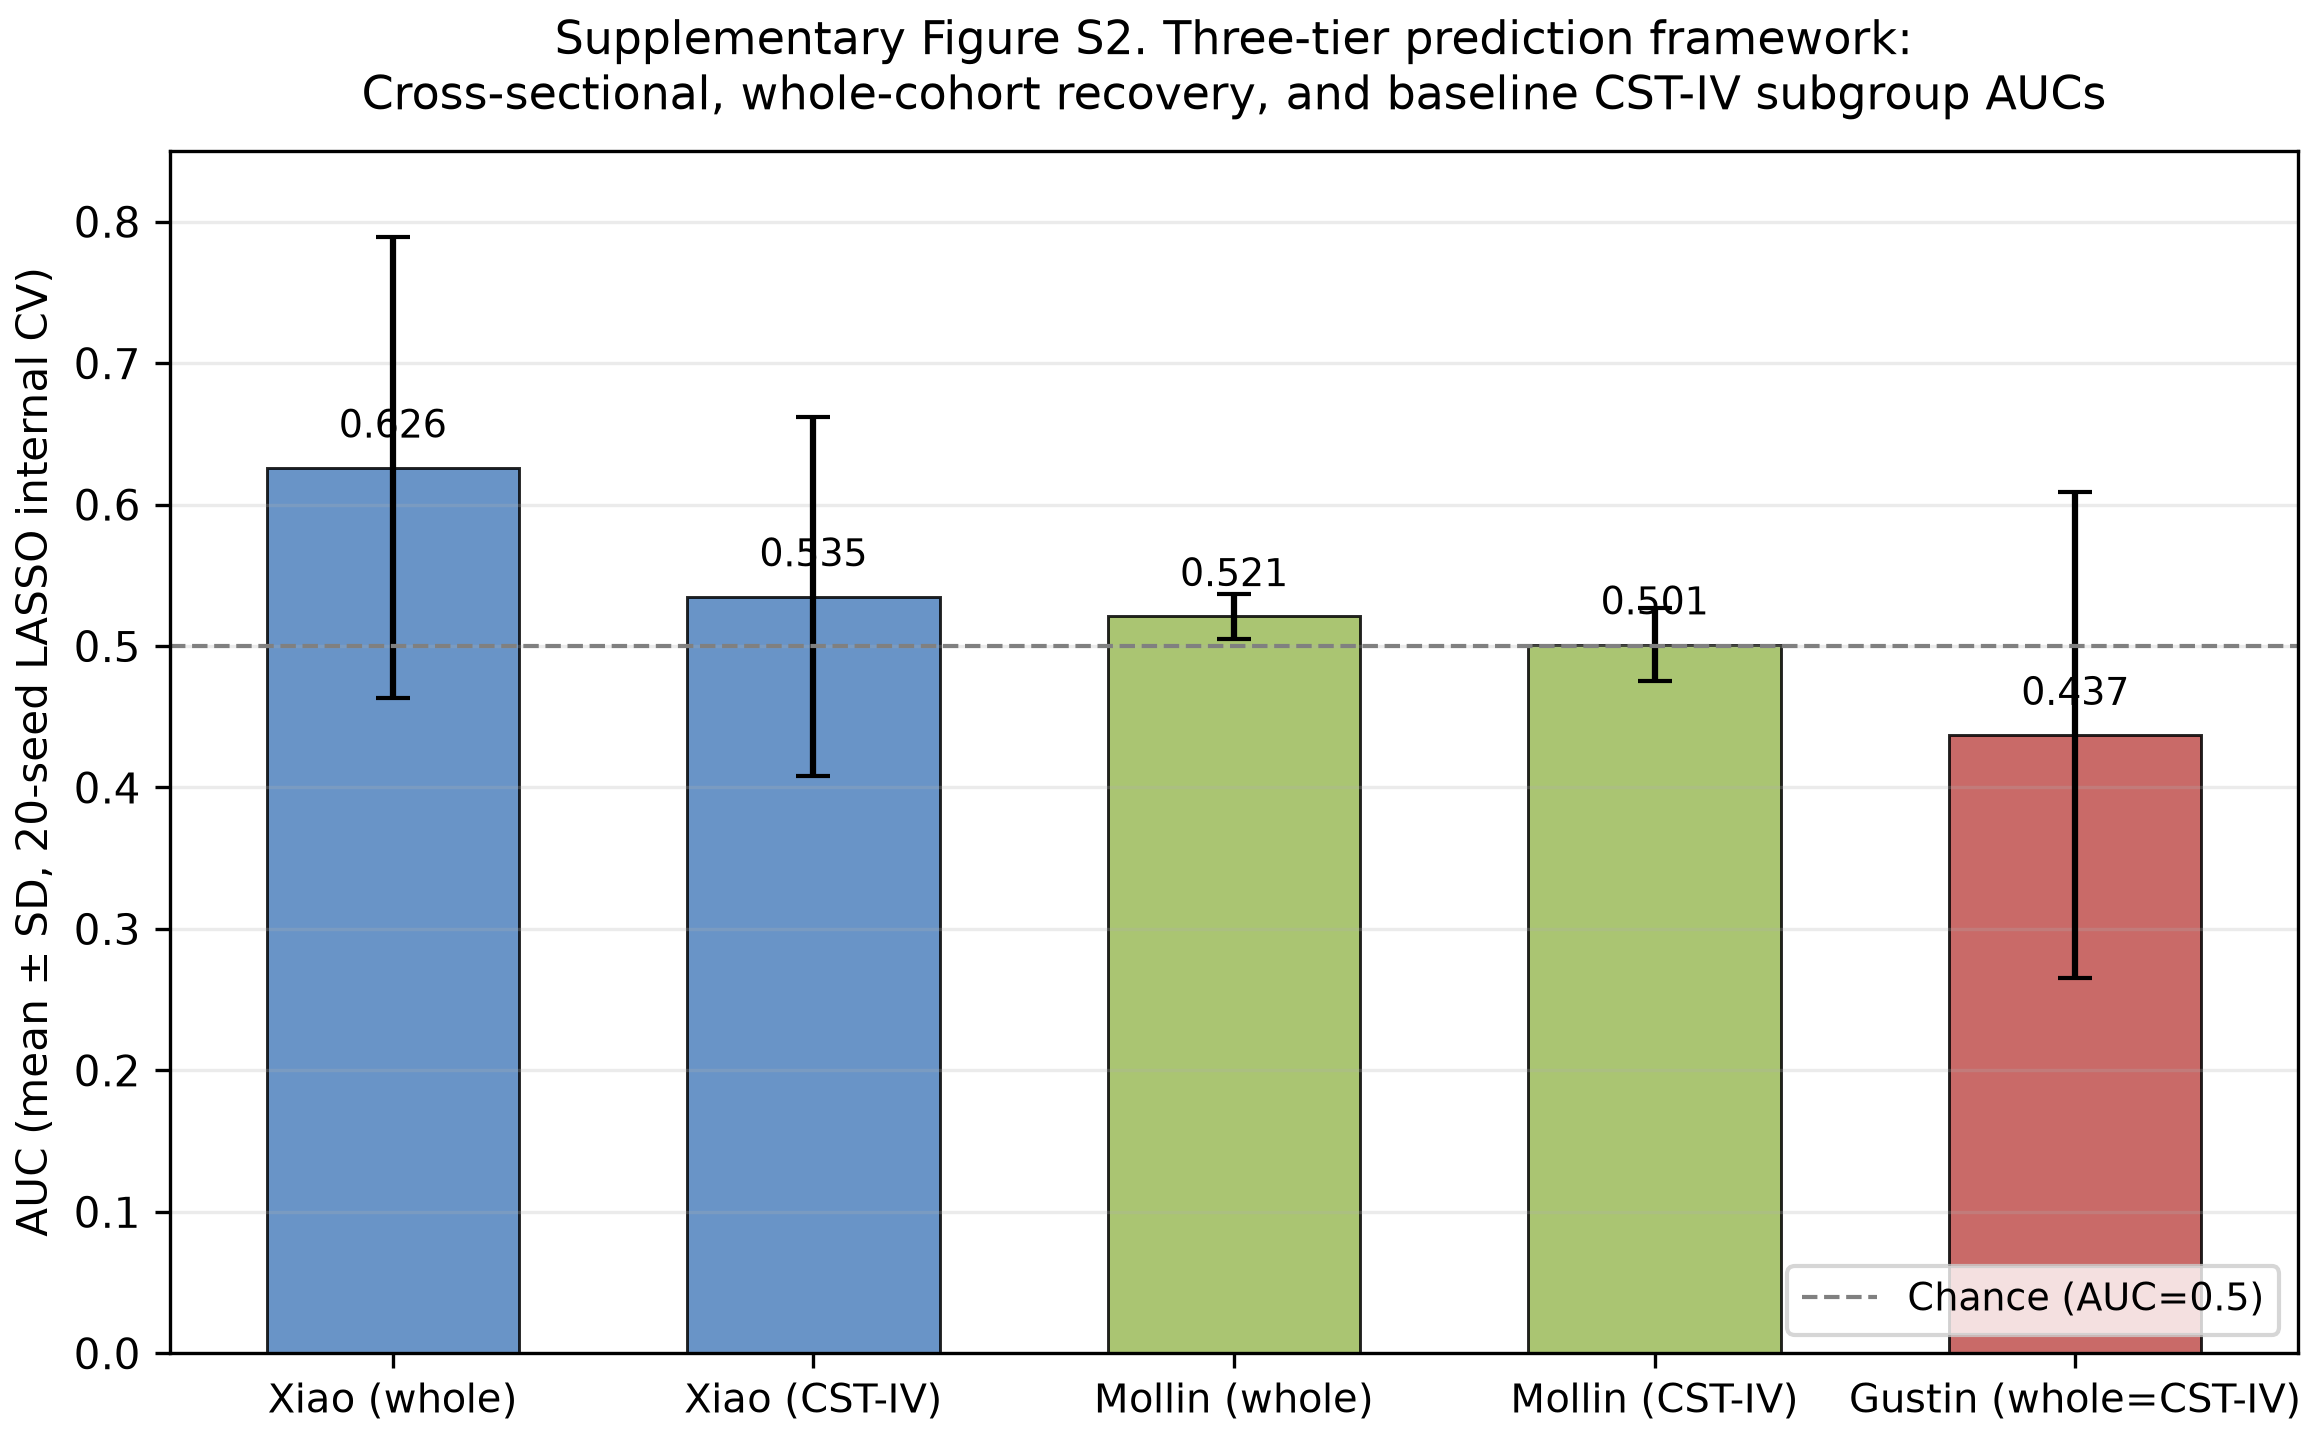 Supplementary Figure S2. Three-tier prediction framework:
Cross-sectional, whole-cohort recovery, and baseline CST-IV subgroup AUCs
AUC (mean ± SD, 20-seed LASSO internal CV)
0.8
0.7
0.6
0.5
0.4
0.3
0.2
0.1
0.0
0.626
0.535
0.521
0.501
0.437
Chance (AUC=0.5)
Xiao (whole)
Xiao (CST-IV)
Mollin (whole)
Mollin (CST-IV)
Gustin (whole=CST-IV)